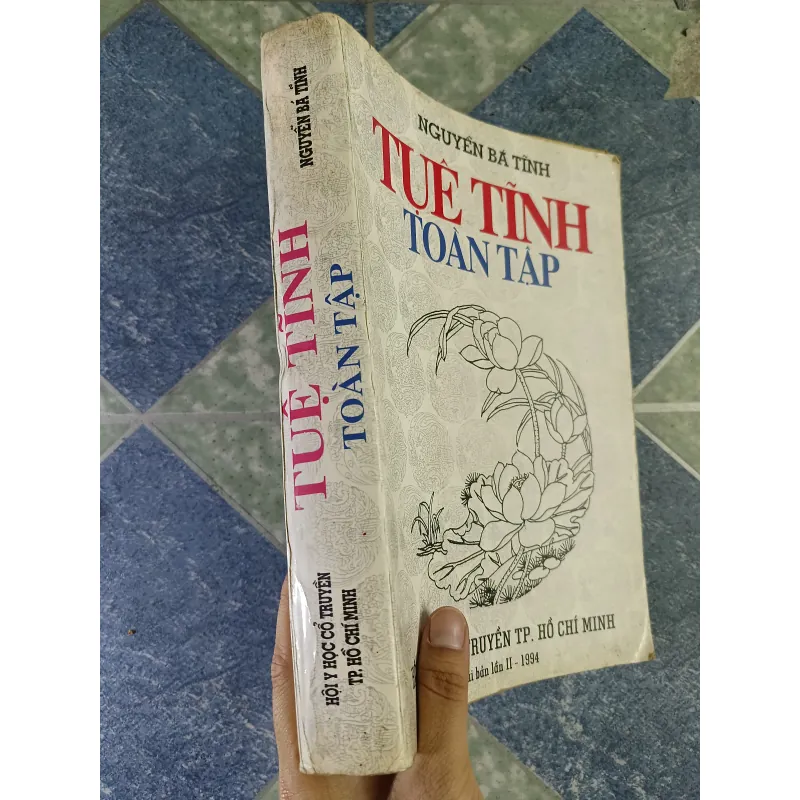 NGUYỄN BÁ TĨNH
TUỆ TĨNH
TOÀN TẬP
HỘI Y HỌC CỔ TRUYỀN
TP. HỒ CHÍ MINH
NGUYỄN BÁ TĨNH
TUỆ TĨNH
TOÀN TẬP
TRUYỀN TP. HỒ CHÍ MINH
bản lần II - 1994